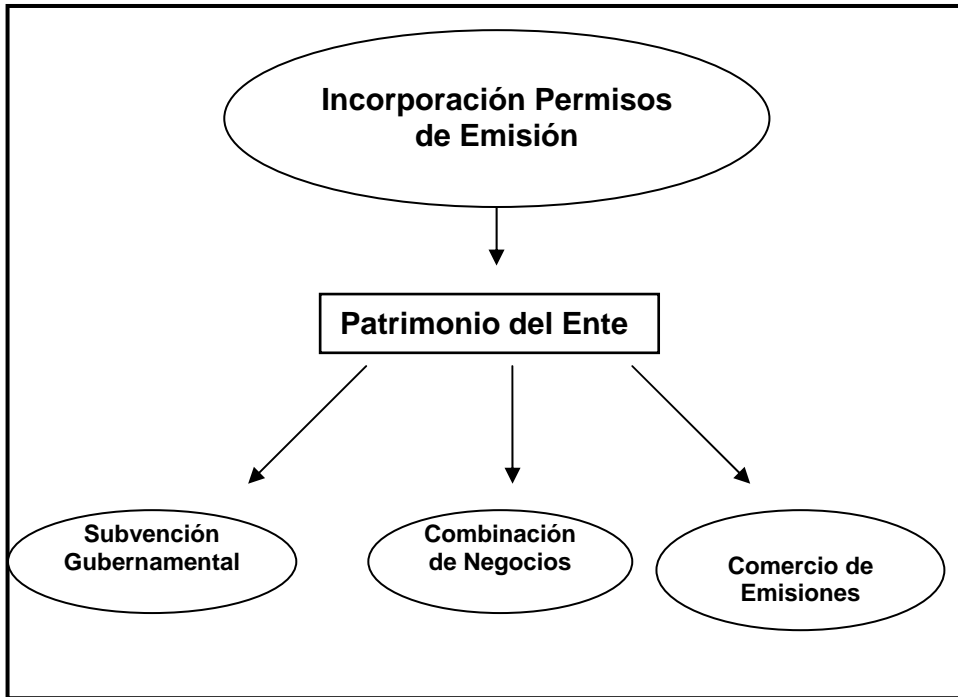 Incorporación Permisos
de Emisión
Patrimonio del Ente
Subvención
Gubernamental
Combinación
de Negocios
Comercio de
Emisiones